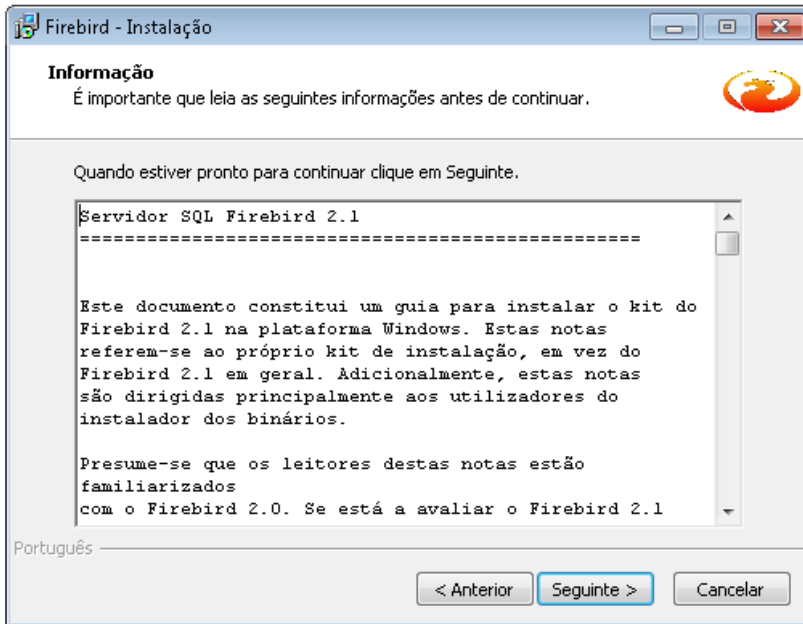 Firebird - Instalação
Informação
É importante que leia as seguintes informações antes de continuar.
Quando estiver pronto para continuar clique em Seguinte.
Servidor SQL Firebird 2.1
==================================================
Este documento constitui um guia para instalar o kit do
Firebird 2.1 na plataforma Windows. Estas notas
referem-se ao próprio kit de instalação, em vez do
Firebird 2.1 em geral. Adicionalmente, estas notas
são dirigidas principalmente aos utilizadores do
instalador dos binários.
Presume-se que os leitores destas notas estão
familiarizados
com o Firebird 2.0. Se está a avaliar o Firebird 2.1
Português
< Anterior
Seguinte >
Cancelar